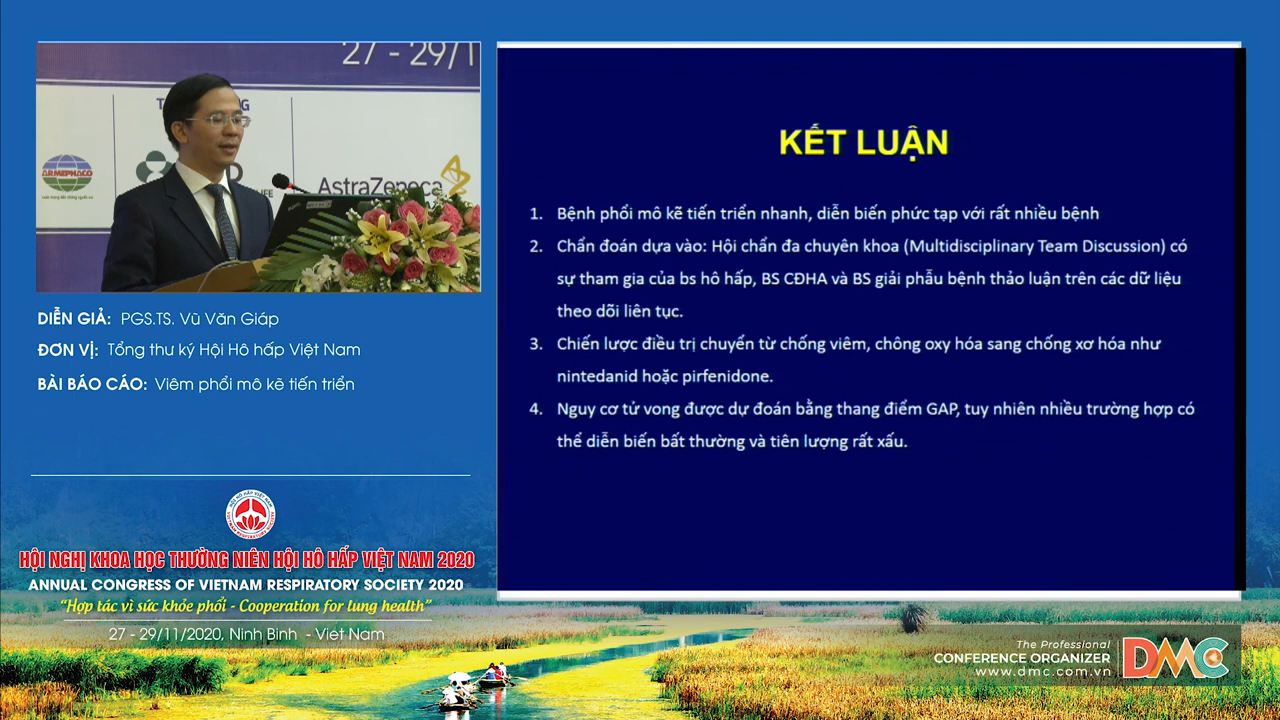 27 - 29/1
ARMEPHACO
AstraZeneca
DIỄN GIẢ: PGS.TS. Vũ Văn Giáp
ĐƠN VỊ: Tổng thư ký Hội Hô hấp Việt Nam
BÀI BÁO CÁO: Viêm phổi mô kẽ tiến triển
HỘI NGHỊ KHOA HỌC THƯỜNG NIÊN HỘI HÔ HẤP VIỆT NAM 2020
ANNUAL CONGRESS OF VIETNAM RESPIRATORY SOCIETY 2020
“Hợp tác vì sức khỏe phổi - Cooperation for lung health”
27 - 29/11/2020, Ninh Binh - Viet Nam
KẾT LUẬN
1. Bệnh phổi mô kẽ tiến triển nhanh, diễn biến phức tạp với rất nhiều bệnh
2. Chẩn đoán dựa vào: Hội chẩn đa chuyên khoa (Multidisciplinary Team Discussion) có
sự tham gia của bs hô hấp, BS CĐHA và BS giải phẫu bệnh thảo luận trên các dữ liệu
theo dõi liên tục.
3. Chiến lược điều trị chuyển từ chống viêm, chông oxy hóa sang chống xơ hóa như
nintedanid hoặc pirfenidone.
4. Nguy cơ tử vong được dự đoán bằng thang điểm GAP, tuy nhiên nhiều trường hợp có
thể diễn biến bất thường và tiên lượng rất xấu.
The Professional
CONFERENCE ORGANIZER
www.dmc.com.vn
DMC